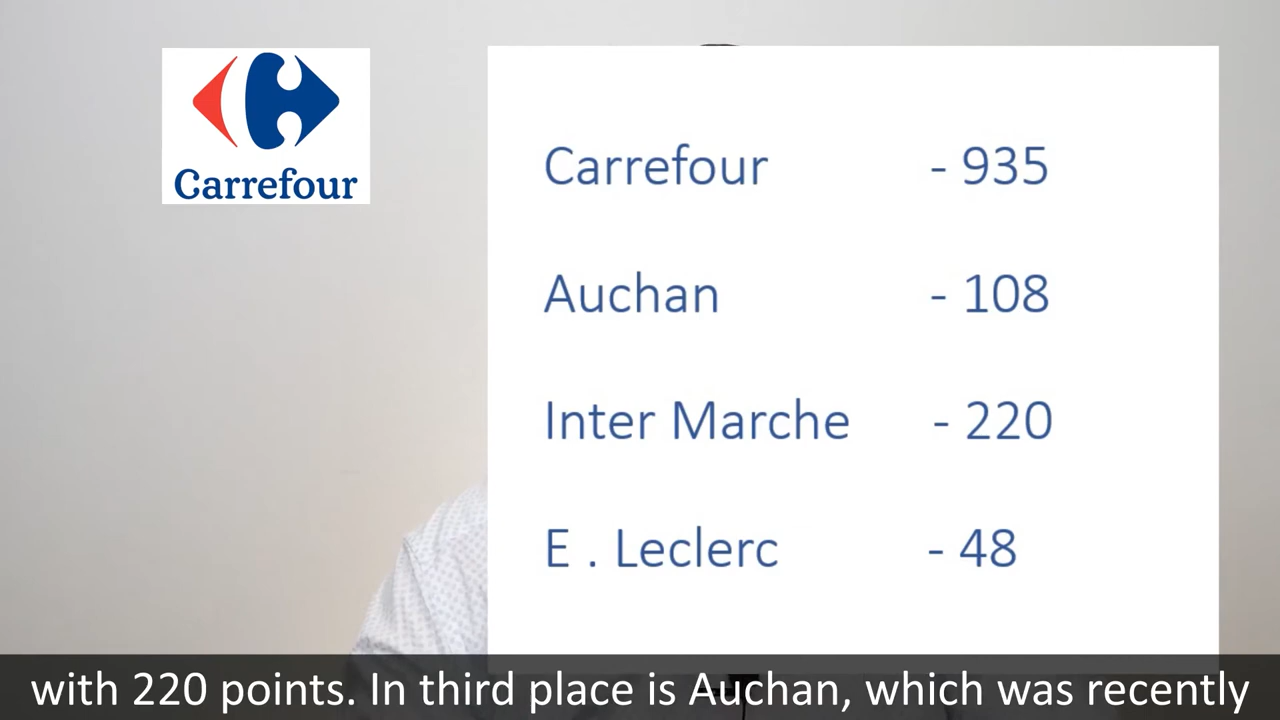 Carrefour
Carrefour - 935
Auchan - 108
Inter Marche - 220
E . Leclerc - 48
with 220 points. In third place is Auchan, which was recently